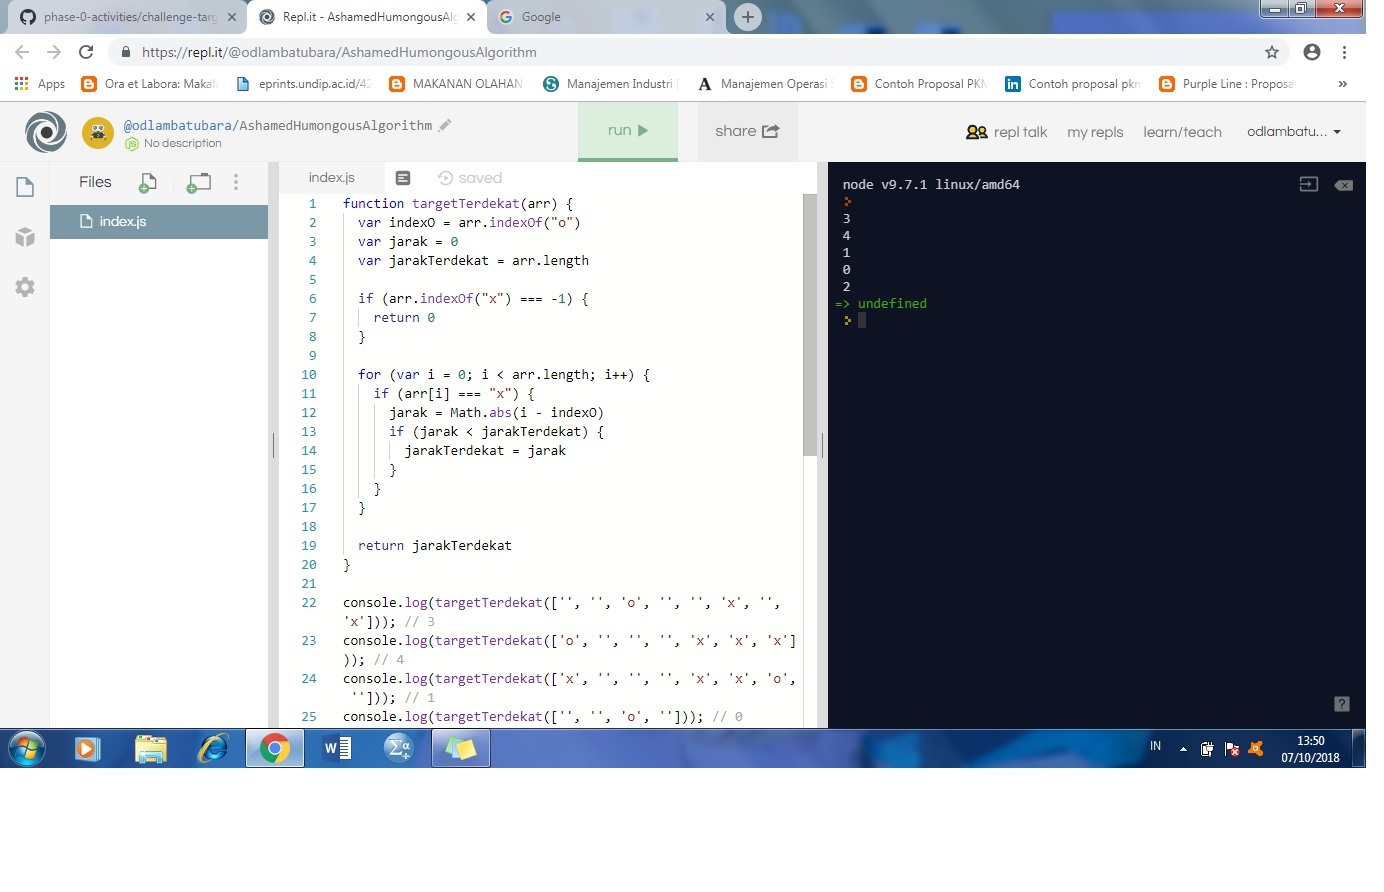 phase-0-activities/challenge-targ
Repl.it - AshamedHumongousAlg
Google
https://repl.it/@odlambatubara/AshamedHumongousAlgorithm
Apps
Ora et Labora: Makal
eprints.undip.ac.id/42
MAKANAN OLAHAN
Manajemen Industri
Manajemen Operasi
Contoh Proposal PKM
Contoh proposal pkm
Purple Line : Proposa
»
@odlambatubara/AshamedHumongousAlgorithm
No description
run
share
repl talk
my repls
learn/teach
odlambatu...
Files
index.js
index.js
saved
1 function targetTerdekat(arr) {
2 var indexO = arr.indexOf("o")
3 var jarak = 0
4 var jarakTerdekat = arr.length
5
6 if (arr.indexOf("x") === -1) {
7 return 0
8 }
9
10 for (var i = 0; i < arr.length; i++) {
11 if (arr[i] === "x") {
12 jarak = Math.abs(i - indexO)
13 if (jarak < jarakTerdekat) {
14 jarakTerdekat = jarak
15 }
16 }
17 }
18
19 return jarakTerdekat
20 }
21
22 console.log(targetTerdekat(['', '', 'o', '', '', 'x', '',
'x'])); // 3
23 console.log(targetTerdekat(['o', '', '', '', 'x', 'x', 'x']
)); // 4
24 console.log(targetTerdekat(['x', '', '', '', 'x', 'x', 'o',
''])); // 1
25 console.log(targetTerdekat(['', '', 'o', ''])); // 0
node v9.7.1 linux/amd64
3
4
1
0
2
=> undefined
?
IN
13:50
07/10/2018